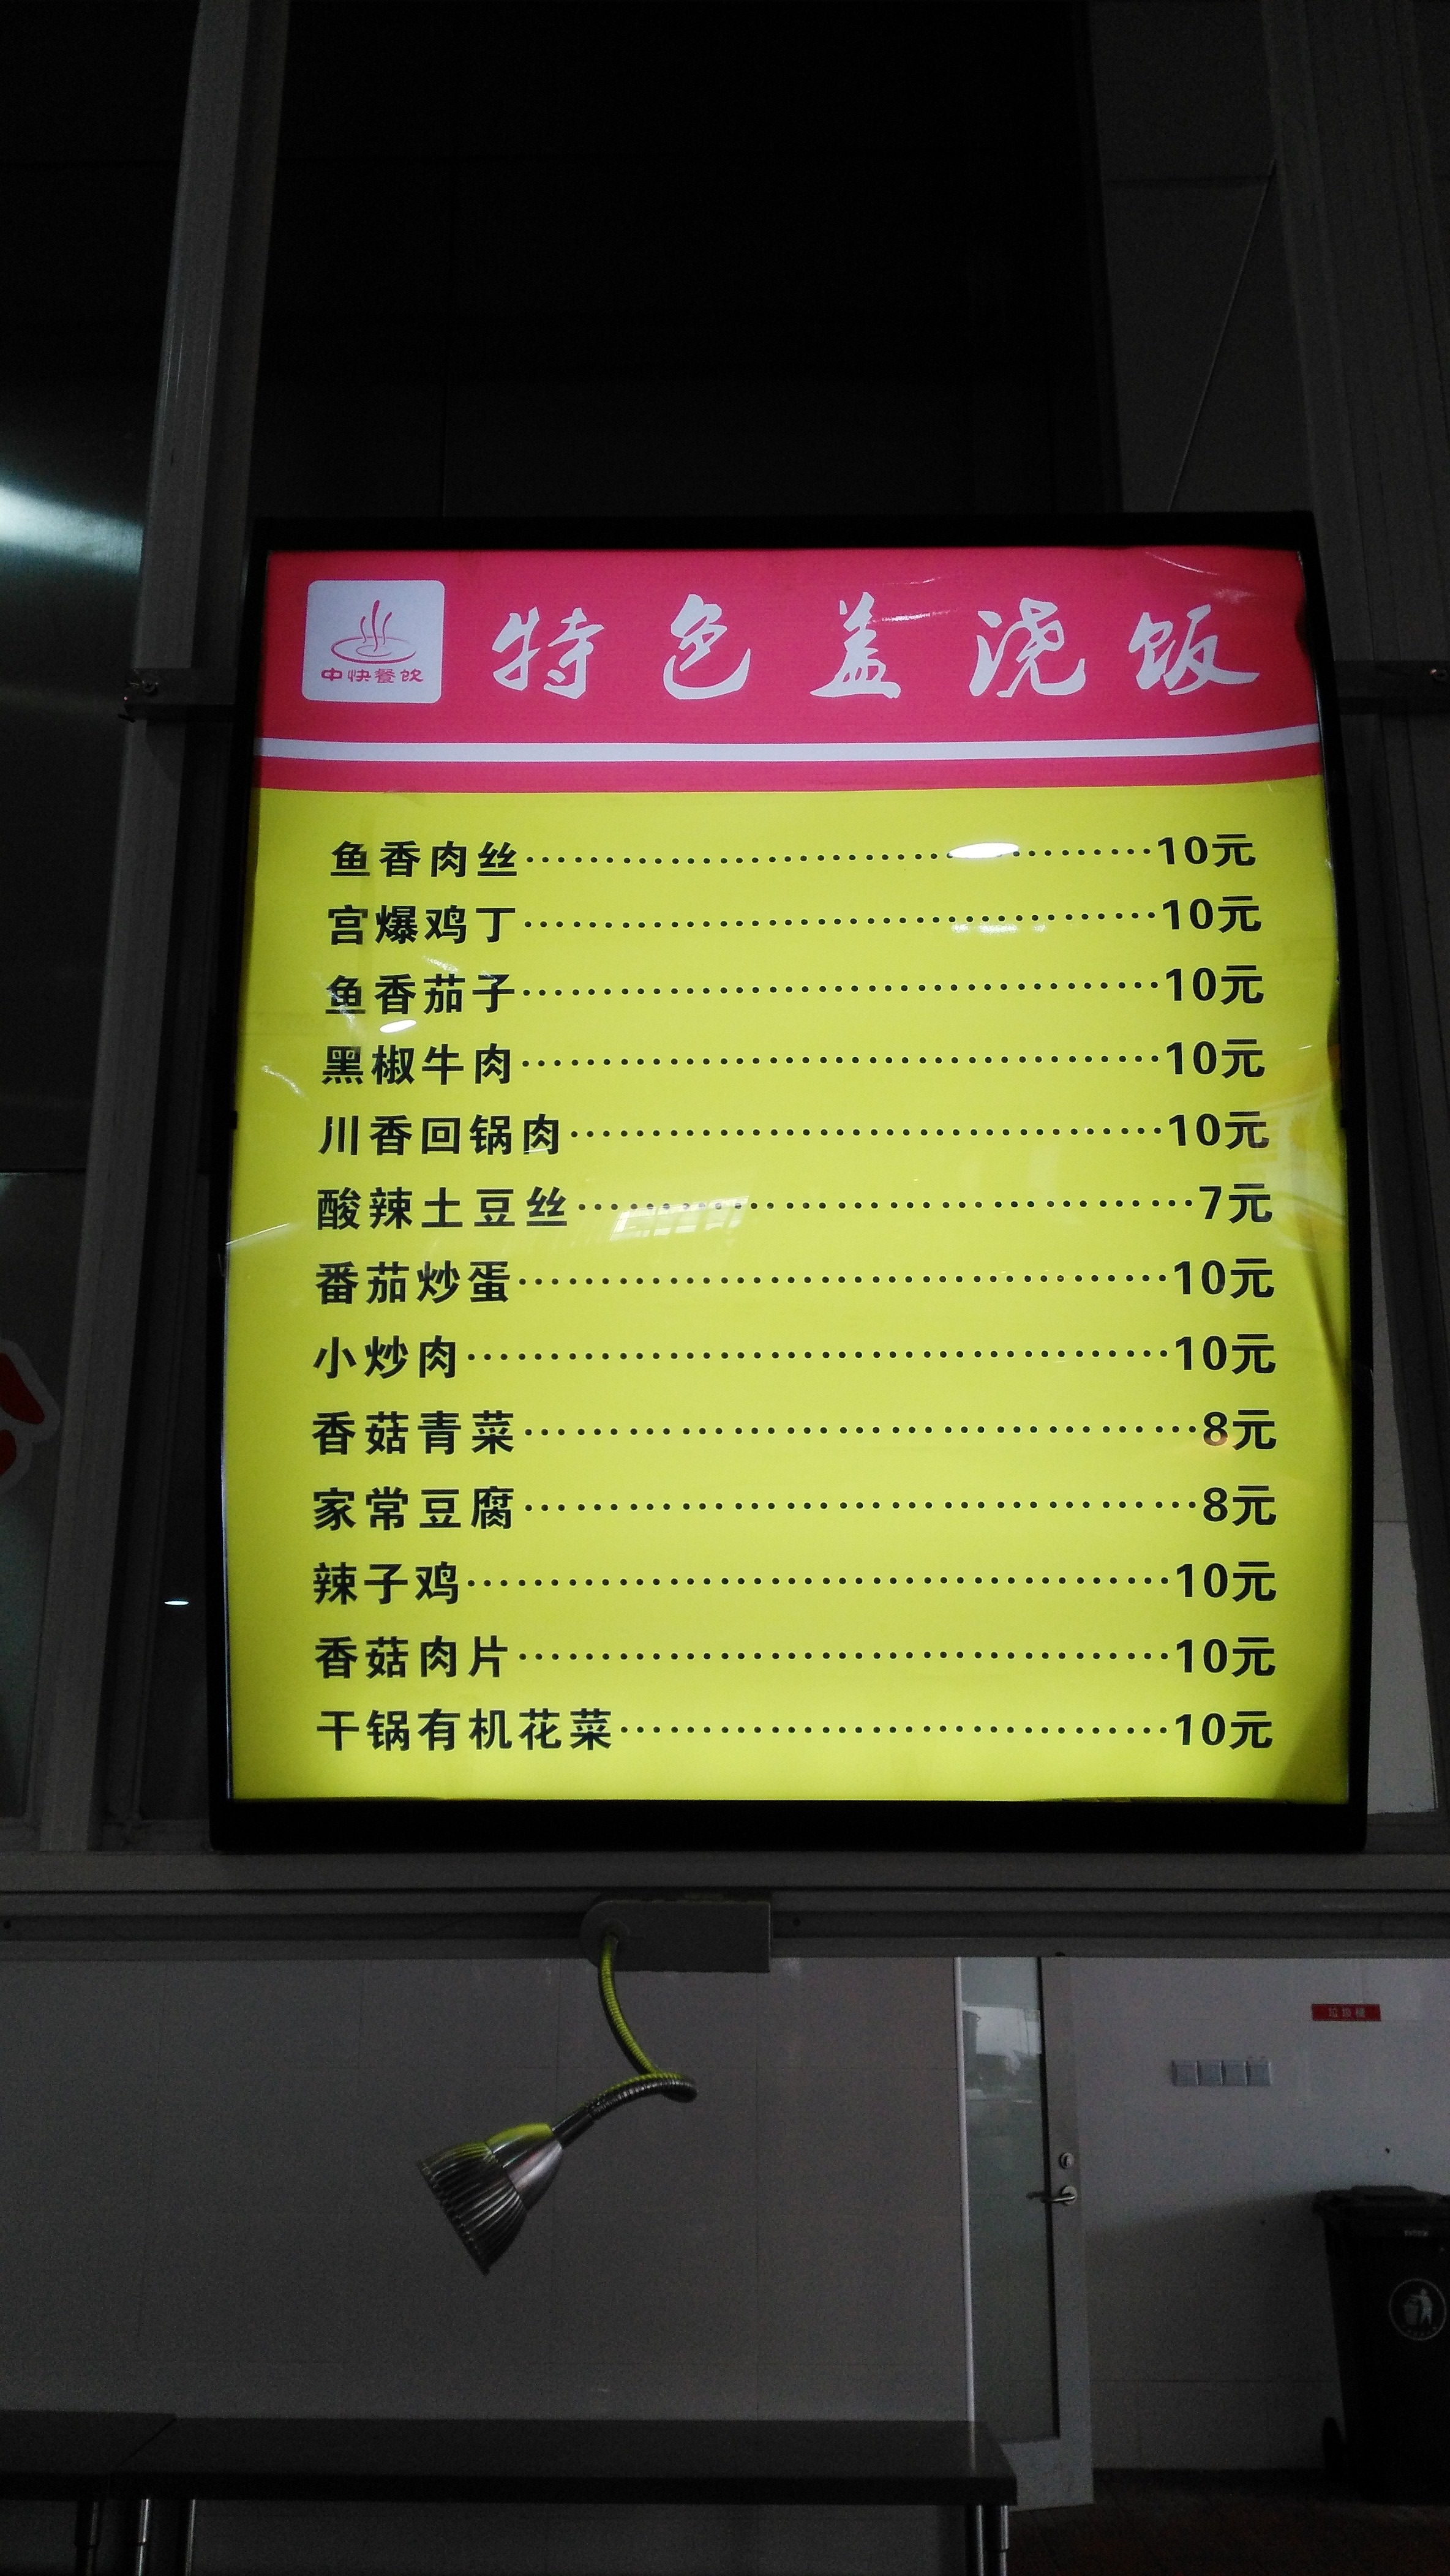 中快餐饮
特色盖浇饭
鱼香肉丝····································10元
宫爆鸡丁····································10元
鱼香茄子····································10元
黑椒牛肉····································10元
川香回锅肉··································10元
酸辣土豆丝··································7元
番茄炒蛋····································10元
小炒肉······································10元
香菇青菜····································8元
家常豆腐····································8元
辣子鸡······································10元
香菇肉片····································10元
干锅有机花菜································10元
垃圾桶